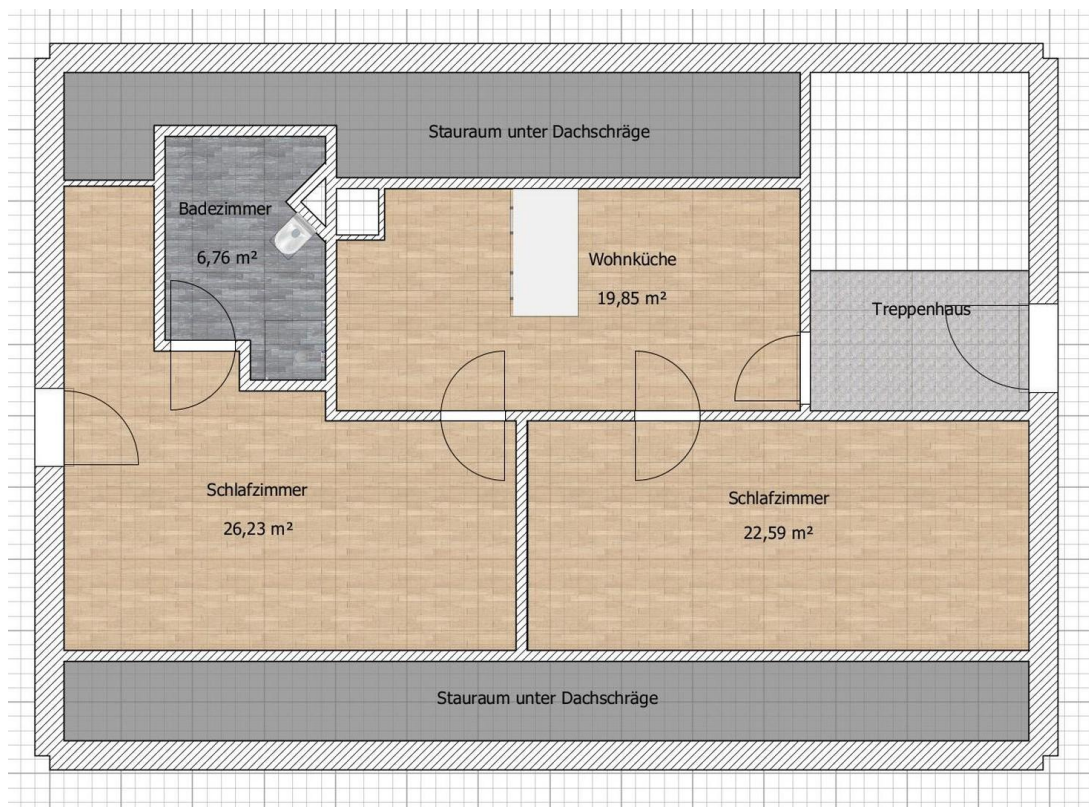 Stauraum unter Dachschräge
Badezimmer
6,76 m²
Wohnküche
19,85 m²
Treppenhaus
Schlafzimmer
26,23 m²
Schlafzimmer
22,59 m²
Stauraum unter Dachschräge